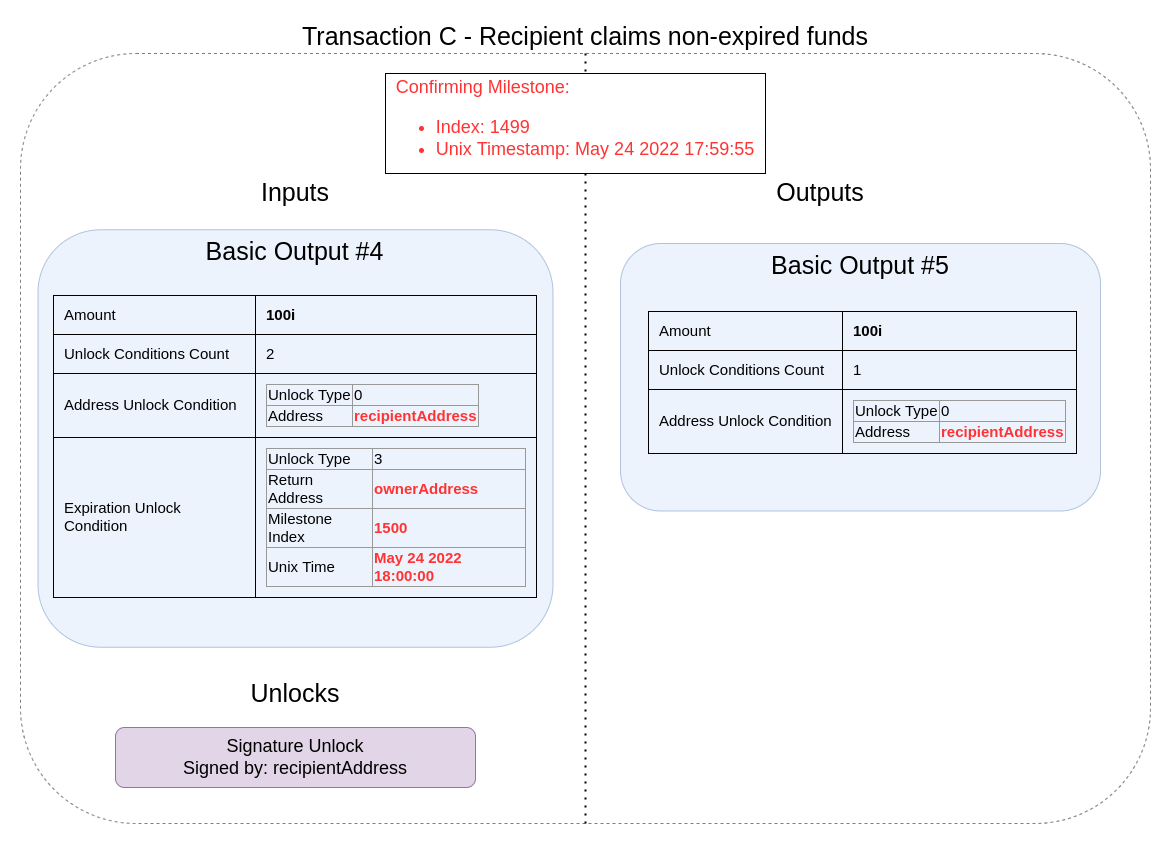 Transaction C - Recipient claims non-expired funds
Confirming Milestone:
• Index: 1499
• Unix Timestamp: May 24 2022 17:59:55
Inputs
Basic Output #4
Amount 100i
Unlock Conditions Count 2
Address Unlock Condition
Unlock Type 0
Address recipientAddress
Expiration Unlock
Condition
Unlock Type 3
Return
Address
ownerAddress
Milestone
Index
1500
Unix Time
May 24 2022
18:00:00
Unlocks
Signature Unlock
Signed by: recipientAddress
Outputs
Basic Output #5
Amount 100i
Unlock Conditions Count 1
Address Unlock Condition
Unlock Type 0
Address recipientAddress